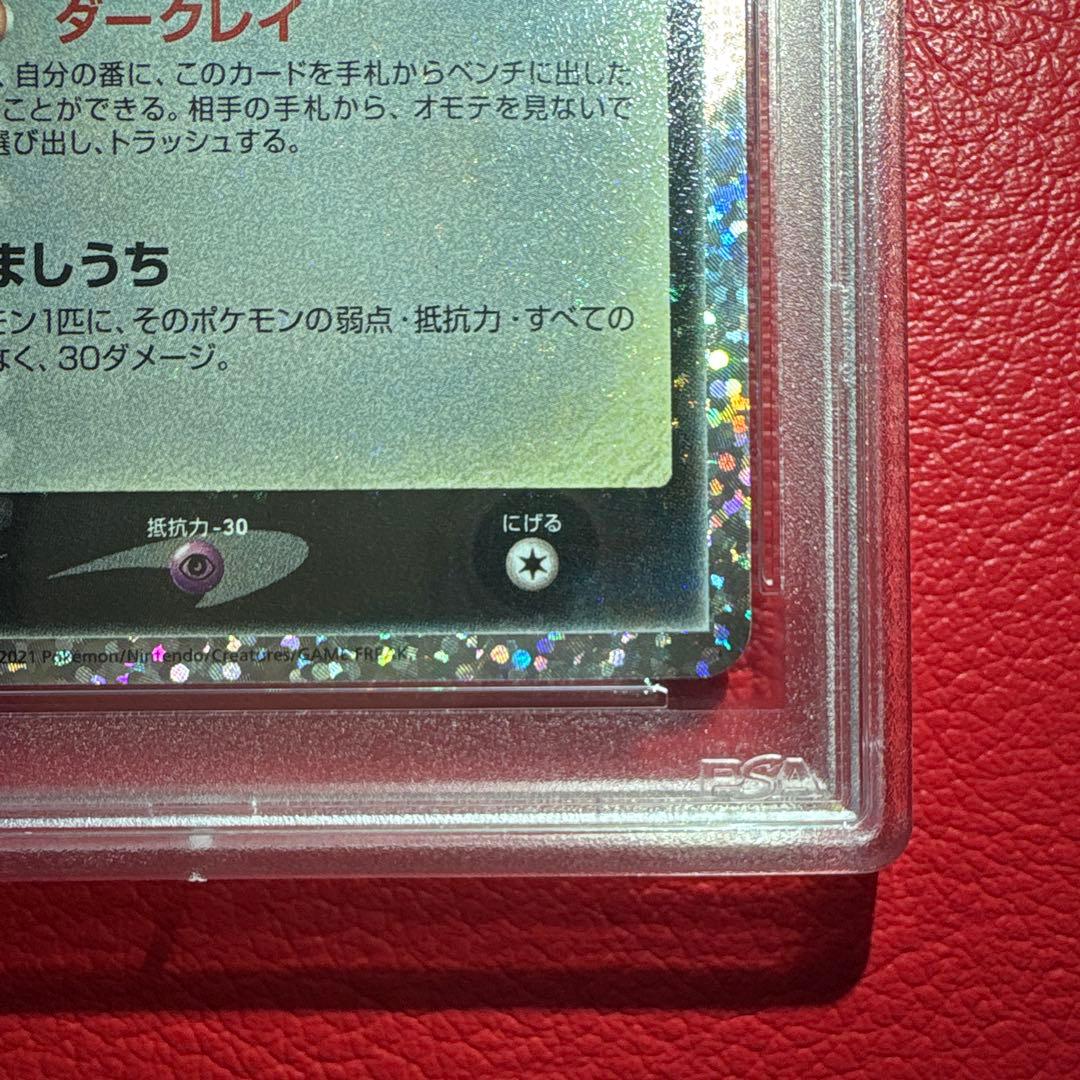 ダークレイ
、自分の番に、このカードを手札からベンチに出した
ことができる。相手の手札から、オモテを見ないで
選び出し、トラッシュする。
ましうち
モン1匹に、そのポケモンの弱点・抵抗力・すべての
なく、30ダメージ。
抵抗力-30
にげる
2021 Pokémon/Nintendo/Creatures/GAME FREAK.
PSA